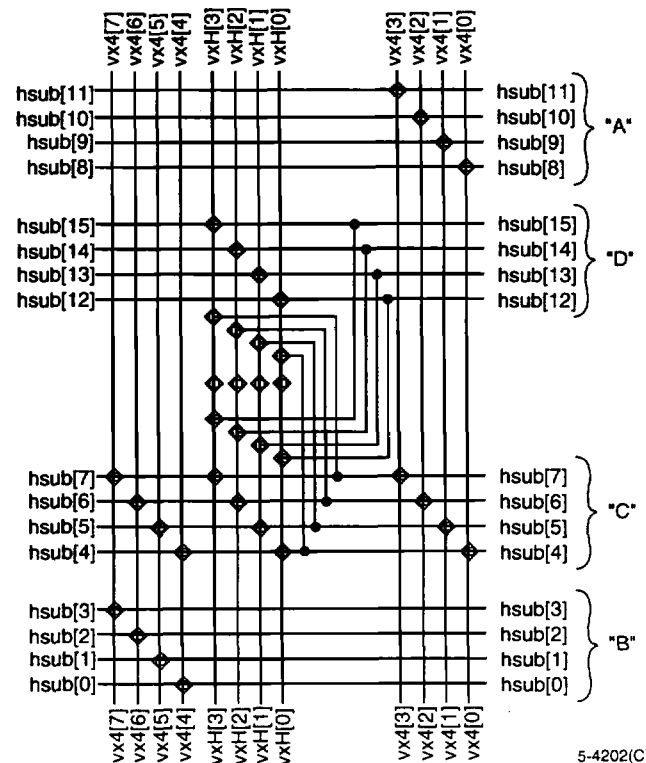 vx4[7] vx4[6] vx4[5] vx4[4] vxH[3] vxH[2] vxH[1] vxH[0] vx4[3] vx4[2] vx4[1] vx4[0]
hsub[11] hsub[11]
hsub[10] hsub[10]
"A"
hsub[9] hsub[9]
hsub[8] hsub[8]
hsub[15] hsub[15]
hsub[14] hsub[14]
"D"
hsub[13] hsub[13]
hsub[12] hsub[12]
hsub[7] hsub[7]
hsub[6] hsub[6]
"C"
hsub[5] hsub[5]
hsub[4] hsub[4]
hsub[3] hsub[3]
hsub[2] hsub[2]
"B"
hsub[1] hsub[1]
hsub[0] hsub[0]
vx4[7] vx4[6] vx4[5] vx4[4] vxH[3] vxH[2] vxH[1] vxH[0] vx4[3] vx4[2] vx4[1] vx4[0]
5-4202(C